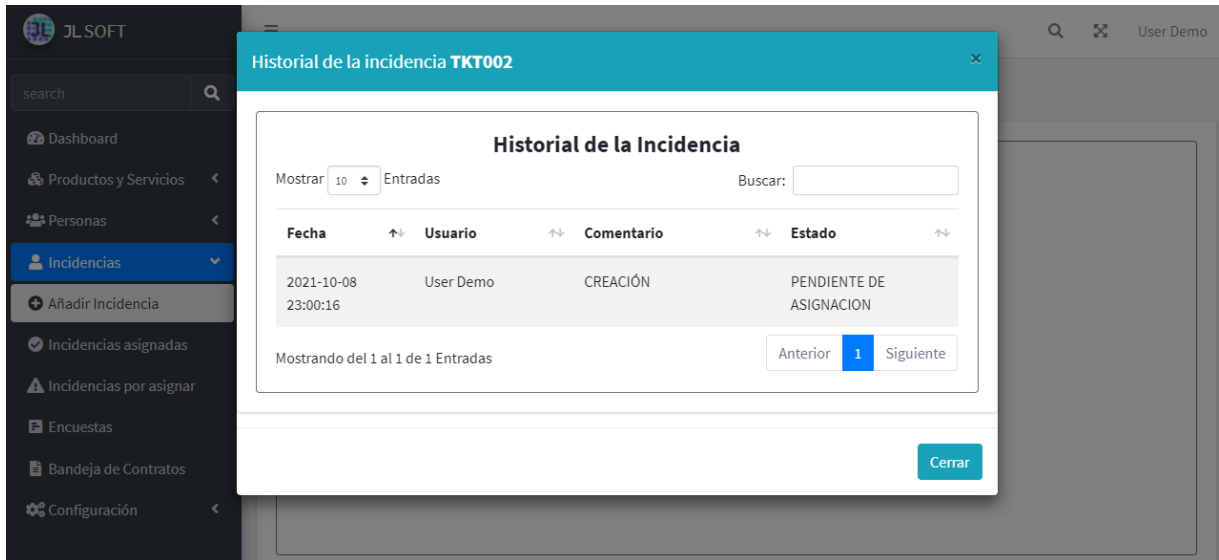 JL SOFT
User Demo
search
Dashboard
Productos y Servicios
Personas
Incidencias
Añadir Incidencia
Incidencias asignadas
Incidencias por asignar
Encuestas
Bandeja de Contratos
Configuración
Historial de la incidencia TKT002
×
Historial de la Incidencia
Mostrar 10 Entradas
Buscar:
Fecha Usuario Comentario Estado
2021-10-08 User Demo CREACIÓN PENDIENTE DE
23:00:16 ASIGNACION
Mostrando del 1 al 1 de 1 Entradas
Anterior 1 Siguiente
Cerrar